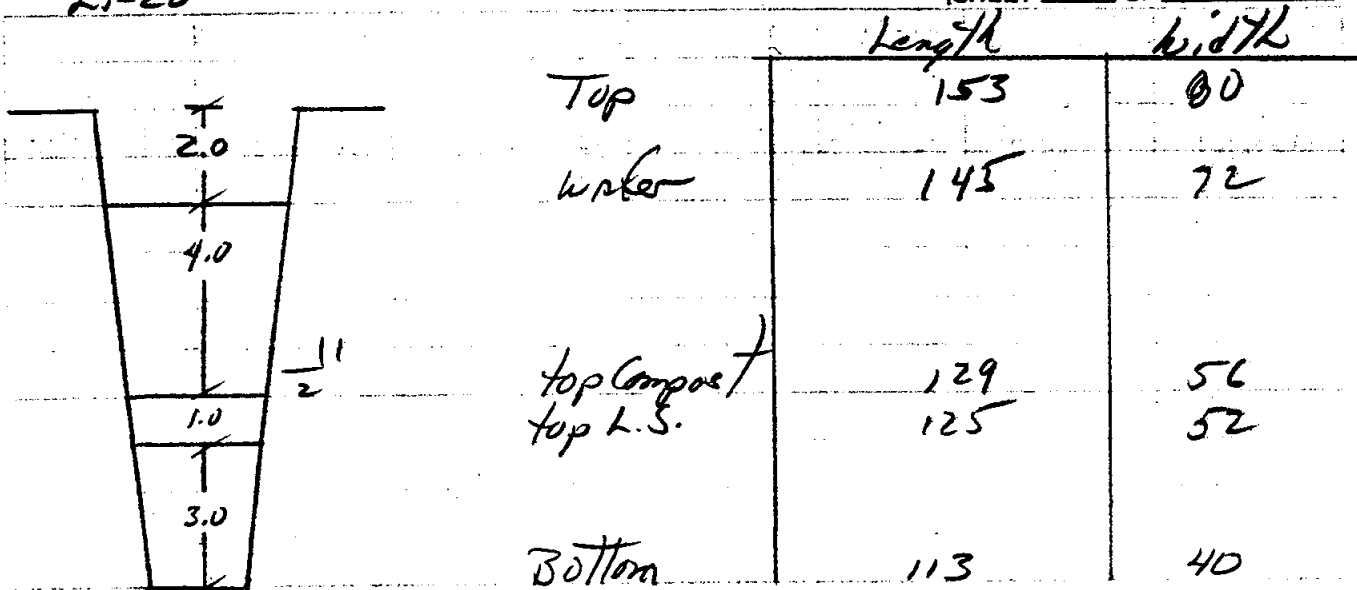 Length width
Top 153 80
2.0
water 145 72
4.0
1
2
top Compost 129 56
1.0
top L.S. 125 52
3.0
Bottom 113 40